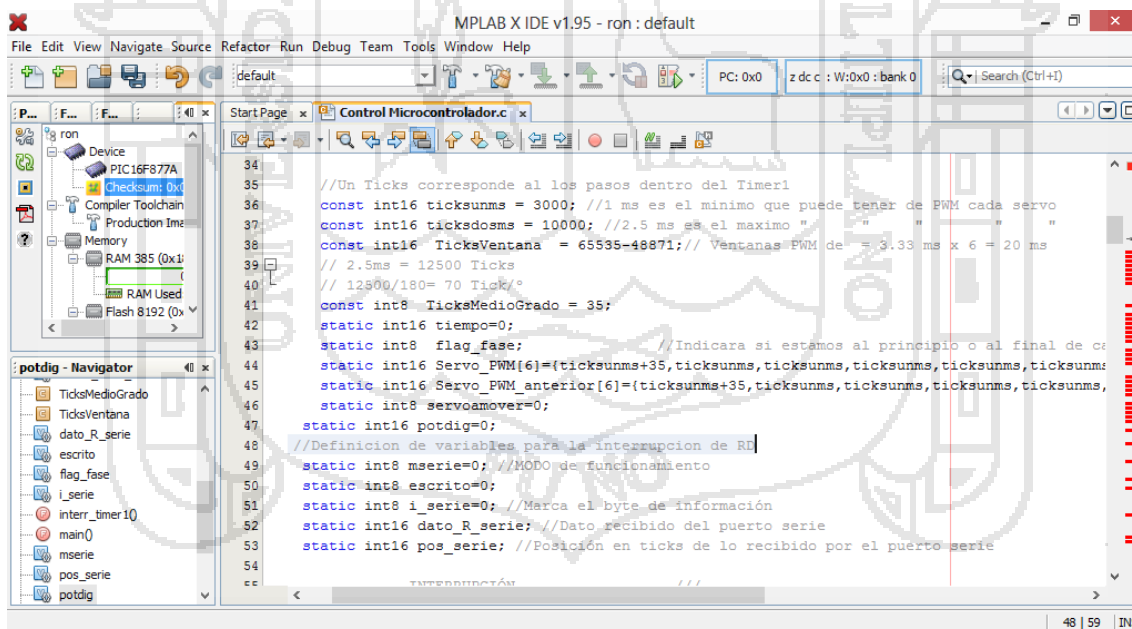 MPLAB X IDE v1.95 - ron : default
File Edit View Navigate Source Refactor Run Debug Team Tools Window Help
default
PC: 0x0
z dc c : W:0x0 : bank 0
Search (Ctrl+I)
P...
F...
F...
Start Page
Control Microcontrolador.c
ron
Device
PIC16F877A
Checksum: 0x0
Compiler Toolchain
Production Ima
Memory
RAM 385 (0x1
RAM Used
Flash 8192 (0x
34
35 //Un Ticks corresponde al los pasos dentro del Timer1
36 const int16 ticksunms = 3000; //1 ms es el minimo que puede tener de PWM cada servo
37 const int16 ticksdosms = 10000; //2.5 ms es el maximo " " " " "
38 const int16 TicksVentana = 65535-48871;// Ventanas PWM de = 3.33 ms x 6 = 20 ms
39 // 2.5ms = 12500 Ticks
40 // 12500/180= 70 Tick/°
41 const int8 TicksMedioGrado = 35;
42 static int16 tiempo=0;
43 static int8 flag_fase; //Indicara si estamos al principio o al final de ca
44 static int16 Servo_PWM[6]={ticksunms+35,ticksunms,ticksunms,ticksunms,ticksunms,ticksunms
45 static int16 Servo_PWM_anterior[6]={ticksunms+35,ticksunms,ticksunms,ticksunms,ticksunms,
46 static int8 servoamover=0;
47 static int16 potdig=0;
48 //Definicion de variables para la interrupcion de RD
49 static int8 mserie=0; //MODO de funcionamiento
50 static int8 escrito=0;
51 static int8 i_serie=0; //Marca el byte de información
52 static int16 dato_R_serie; //Dato recibido del puerto serie
53 static int16 pos_serie; //Posición en ticks de lo recibido por el puerto serie
54
55 INTERRUPCIÓN ///
potdig - Navigator
TicksMedioGrado
TicksVentana
dato_R_serie
escrito
flag_fase
i_serie
interr_timer1()
main()
mserie
pos_serie
potdig
48 | 59
IN